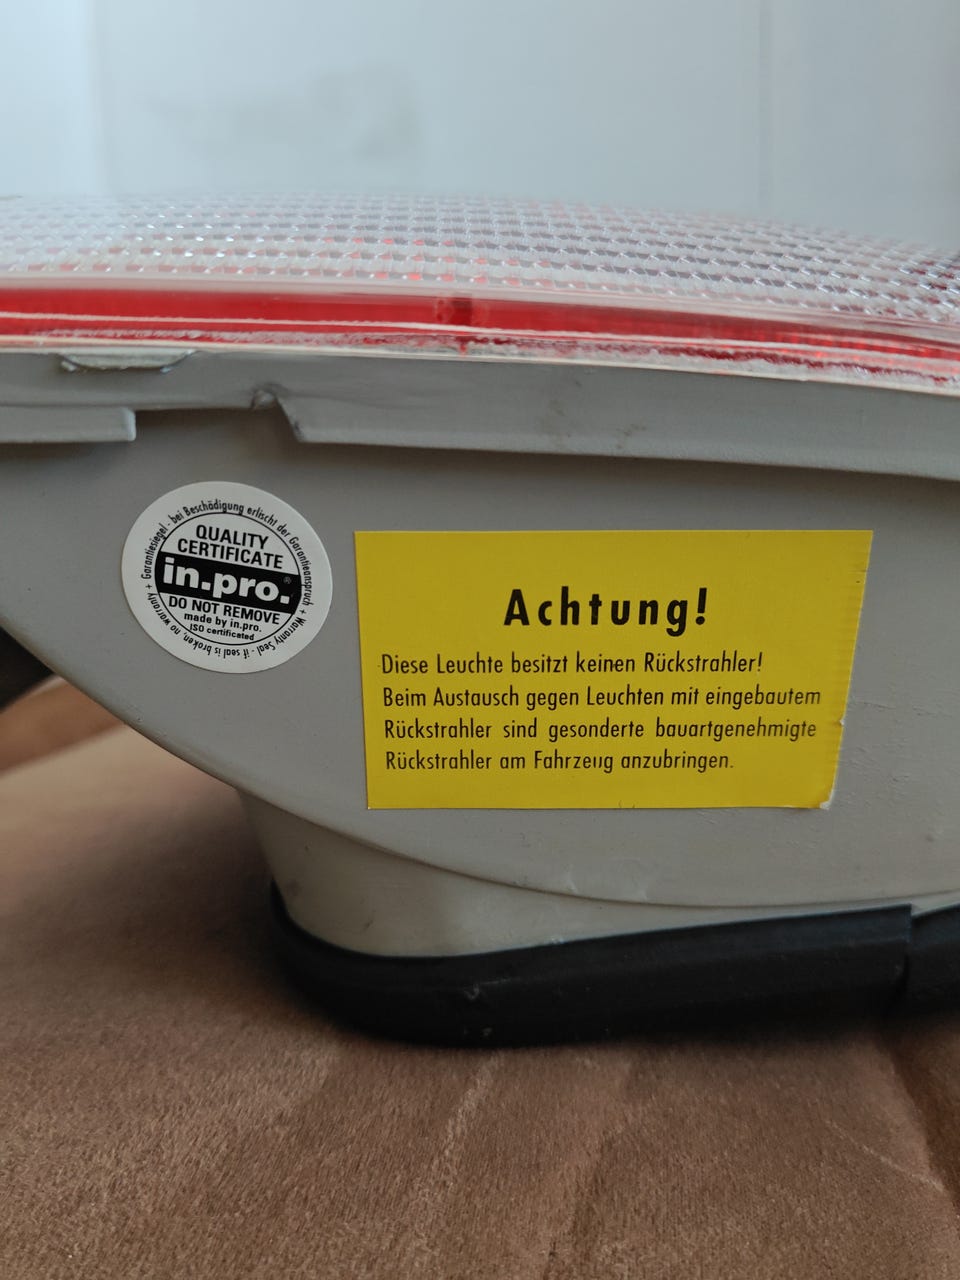 Garantiesiegel - bei Beschädigung erlischt der Garantieanspruch + Warranty Seal - if seal is broken, no warranty +
QUALITY
CERTIFICATE
in.pro.®
DO NOT REMOVE
made by in.pro.
ISO certificated
Achtung!
Diese Leuchte besitzt keinen Rückstrahler!
Beim Austausch gegen Leuchten mit eingebautem
Rückstrahler sind gesonderte bauartgenehmigte
Rückstrahler am Fahrzeug anzubringen.